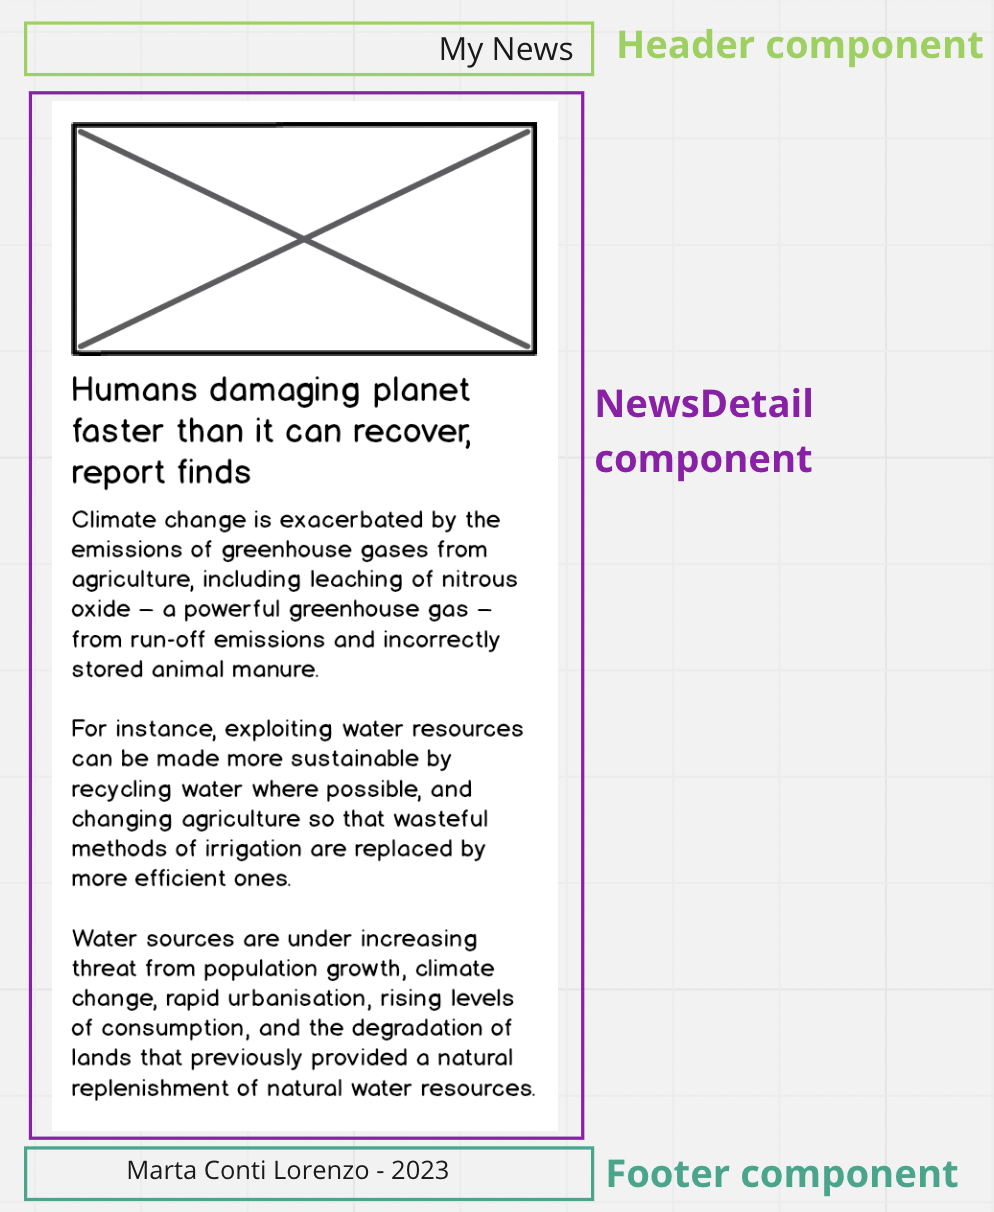 My News
Header component
Humans damaging planet
faster than it can recover,
report finds
NewsDetail
component
Climate change is exacerbated by the
emissions of greenhouse gases from
agriculture, including leaching of nitrous
oxide – a powerful greenhouse gas –
from run-off emissions and incorrectly
stored animal manure.
For instance, exploiting water resources
can be made more sustainable by
recycling water where possible, and
changing agriculture so that wasteful
methods of irrigation are replaced by
more efficient ones.
Water sources are under increasing
threat from population growth, climate
change, rapid urbanisation, rising levels
of consumption, and the degradation of
lands that previously provided a natural
replenishment of natural water resources.
Marta Conti Lorenzo - 2023
Footer component